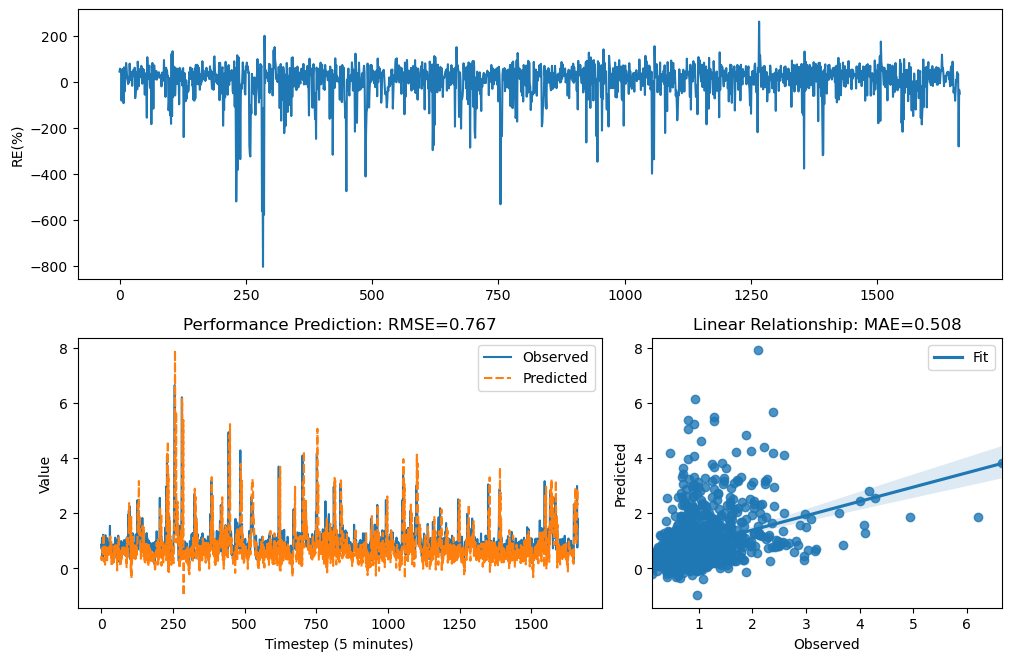 200
0
−200
−400
−600
−800
RE(%)
0 250 500 750 1000 1250 1500
Performance Prediction: RMSE=0.767
Observed
Predicted
8
6
4
2
0
Value
0 250 500 750 1000 1250 1500
Timestep (5 minutes)
Linear Relationship: MAE=0.508
Fit
8
6
4
2
0
Predicted
1 2 3 4 5 6
Observed